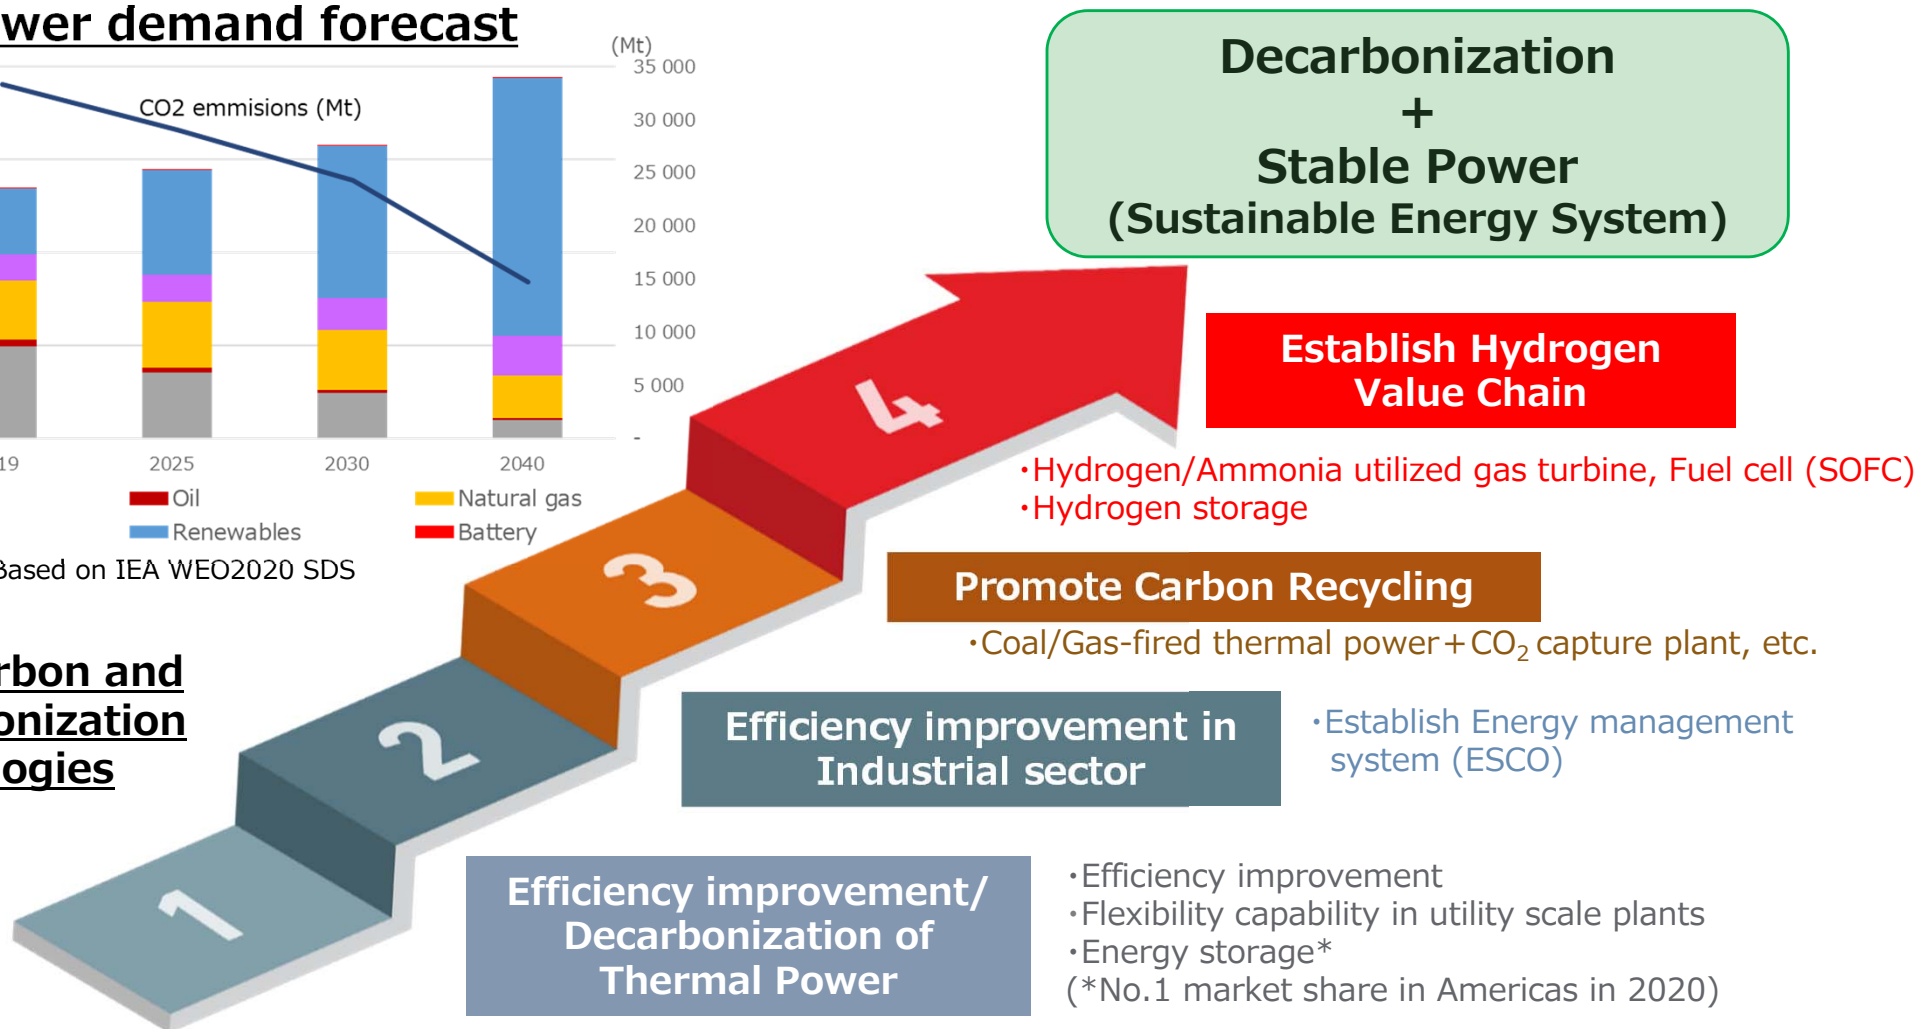 wer demand forecast
(Mt)
35 000
30 000
25 000
20 000
15 000
10 000
5 000
-
CO2 emmisions (Mt)
19
2025
2030
2040
Oil
Natural gas
Renewables
Battery
Based on IEA WEO2020 SDS
rbon and
onization
logies
Decarbonization
+
Stable Power
(Sustainable Energy System)
4
Establish Hydrogen
Value Chain
・Hydrogen/Ammonia utilized gas turbine, Fuel cell (SOFC)
・Hydrogen storage
3
Promote Carbon Recycling
・Coal/Gas-fired thermal power+CO₂ capture plant, etc.
2
Efficiency improvement in
Industrial sector
・Establish Energy management
system (ESCO)
1
Efficiency improvement/
Decarbonization of
Thermal Power
・Efficiency improvement
・Flexibility capability in utility scale plants
・Energy storage*
(*No.1 market share in Americas in 2020)